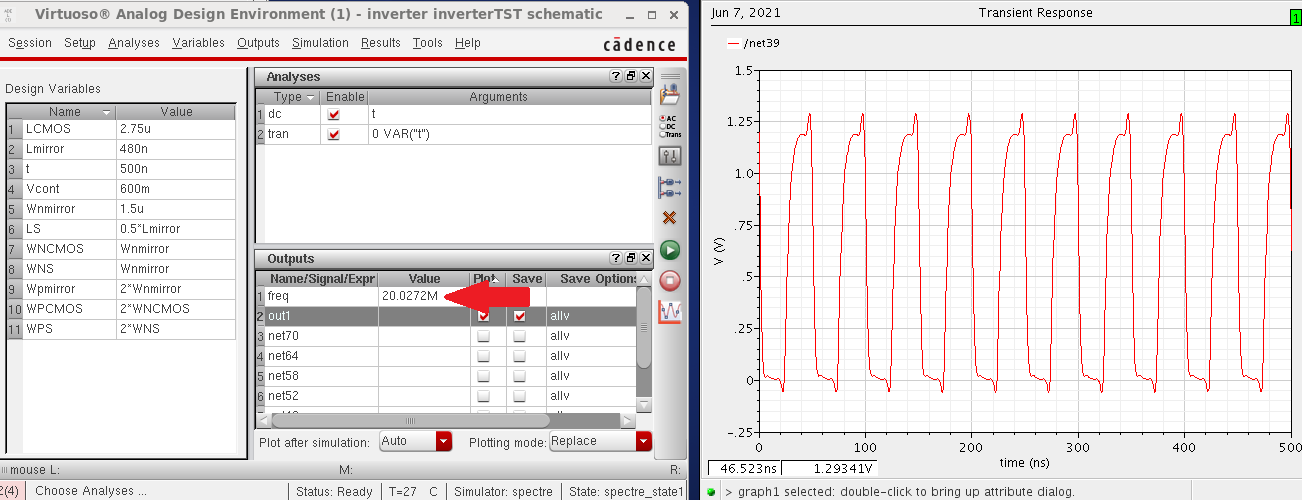 Virtuoso® Analog Design Environment (1) - inverter inverterTST schematic
Session Setup Analyses Variables Outputs Simulation Results Tools Help
cādence
Design Variables
Name Value
1 LCMOS 2.75u
2 Lmirror 480n
3 t 500n
4 Vcont 600m
5 Wnmirror 1.5u
6 LS 0.5*Lmirror
7 WNCMOS Wnmirror
8 WNS Wnmirror
9 Wpmirror 2*Wnmirror
10 WPCMOS 2*WNCMOS
11 WPS 2*WNS
Analyses
Type Enable Arguments
1 dc t
2 tran 0 VAR("t")
AC
DC
Trans
Outputs
Name/Signal/Expr Value Plot Save Save Options
1 freq 20.0272M
2 out1 allv
3 net70 allv
4 net64 allv
5 net58 allv
6 net52 allv
Plot after simulation: Auto Plotting mode: Replace
mouse L: M: R:
2(4) Choose Analyses ... Status: Ready T=27 C Simulator: spectre State: spectre_state1
Jun 7, 2021 Transient Response 1
/net39
1.5
1.25
1.0
.75
.5
.25
0
-.25
V (V)
0 100 200 300 400 500
time (ns)
46.523ns 1.29341V
> graph1 selected: double-click to bring up attribute dialog.